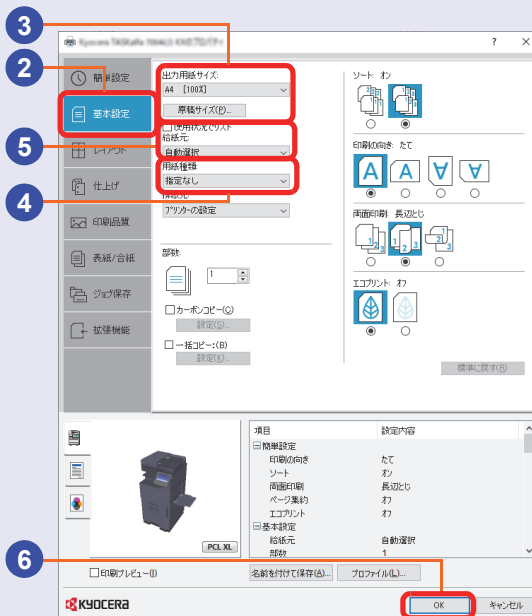 3
Kyocera TASKalfa 7004i J KXのプロパティ
? ×
2
簡単設定
基本設定
レイアウト
仕上げ
印刷品質
表紙/合紙
ジョブ保存
拡張機能
出力用紙サイズ:
A4 [100%]
原稿サイズ(P)...
5
給紙元:
自動選択
用紙種類:
指定なし
4
プリンターの設定
部数:
1
カーボンコピー(C)
設定(S)...
一括コピー:(B)
設定(K)...
ソート: オン
印刷の向き: たて
A A A A
両面印刷: 長辺とじ
エコプリント: オフ
標準に戻す(R)
項目 設定内容
簡単設定
印刷の向き たて
ソート オン
両面印刷 長辺とじ
ページ集約 オフ
エコプリント オフ
基本設定
給紙元 自動選択
部数 1
PCL XL
6
印刷プレビュー(I)
名前を付けて保存(A)...
プロファイル(L)...
KYOCERA
OK
キャンセル